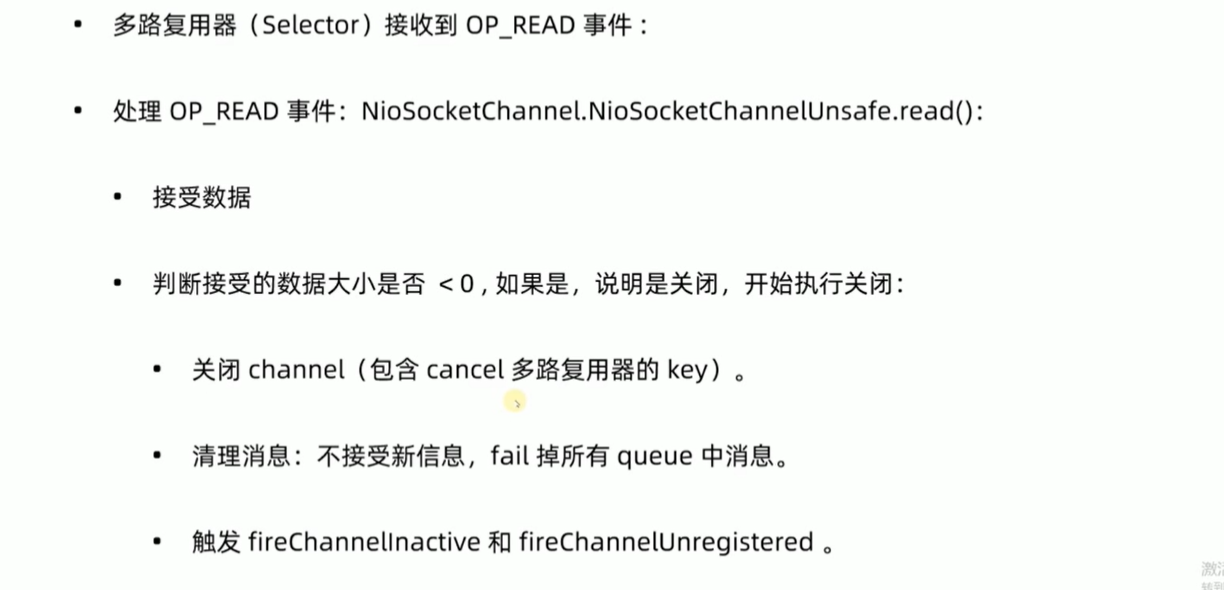 • 多路复用器（Selector）接收到 OP_READ 事件：
• 处理 OP_READ 事件：NioSocketChannel.NioSocketChannelUnsafe.read()：
• 接受数据
• 判断接受的数据大小是否 < 0 , 如果是，说明是关闭，开始执行关闭：
• 关闭 channel（包含 cancel 多路复用器的 key）。
• 清理消息：不接受新信息，fail 掉所有 queue 中消息。
• 触发 fireChannelInactive 和 fireChannelUnregistered 。